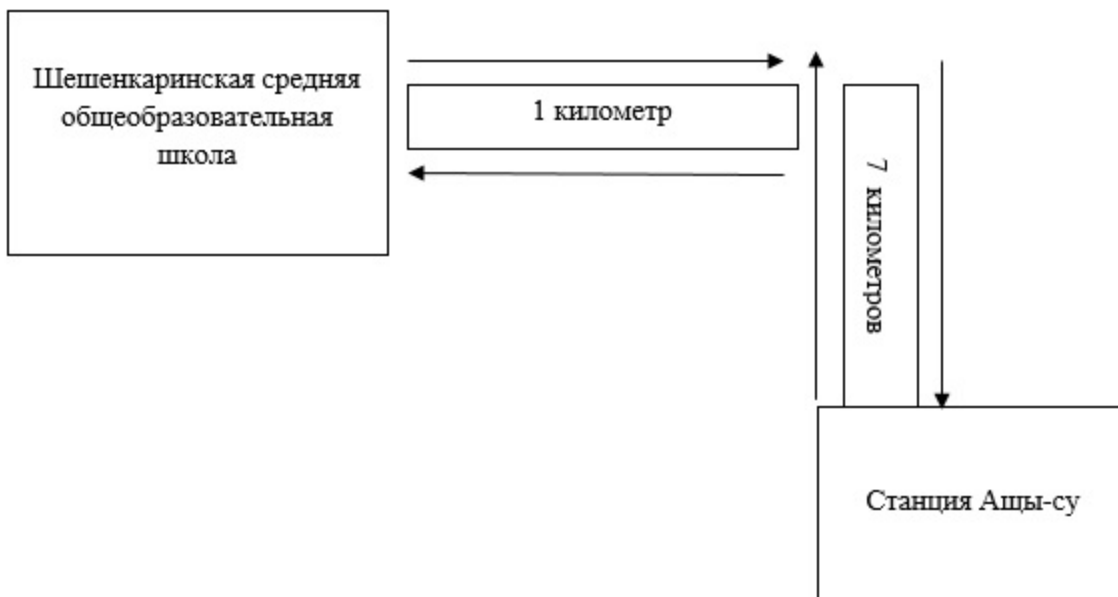 Шешенкаринская средняя
общеобразовательная
школа
1 километр
7 километров
Станция Ащы-су